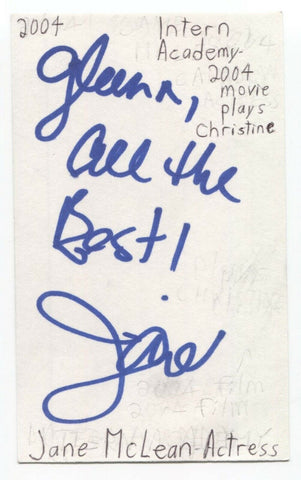 2004
Intern
Academy-
2004
movie
plays
Christine
Glenn,
all the
Best!
Jane
Jane-McLean-Actress